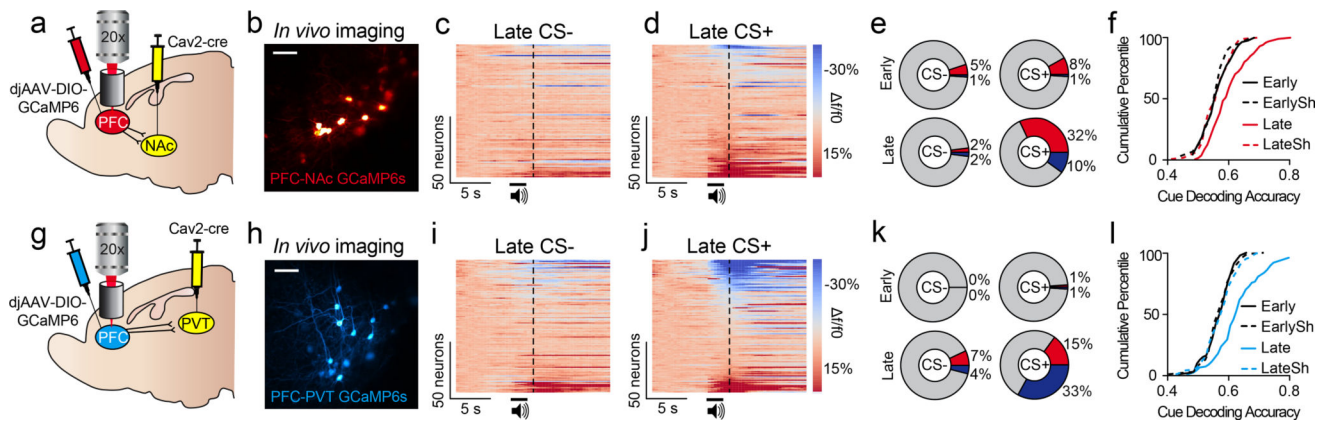 a
20x
Cav2-cre
djAAV-DIO-
GCaMP6
PFC
NAc
b
In vivo imaging
PFC-NAc GCaMP6s
c
Late CS-
50 neurons
5 s
d
Late CS+
50 neurons
5 s
-30%
Δf/f0
15%
e
Early
CS-
5%
1%
CS+
8%
1%
Late
CS-
2%
2%
CS+
32%
10%
f
Cumulative Percentile
100
50
0
0.4
0.6
0.8
Cue Decoding Accuracy
Early
EarlySh
Late
LateSh
g
20x
Cav2-cre
djAAV-DIO-
GCaMP6
PFC
PVT
h
In vivo imaging
PFC-PVT GCaMP6s
i
Late CS-
50 neurons
5 s
j
Late CS+
50 neurons
5 s
-30%
Δf/f0
15%
k
Early
CS-
0%
0%
CS+
1%
1%
Late
CS-
7%
4%
CS+
15%
33%
l
Cumulative Percentile
100
50
0
0.4
0.6
0.8
Cue Decoding Accuracy
Early
EarlySh
Late
LateSh